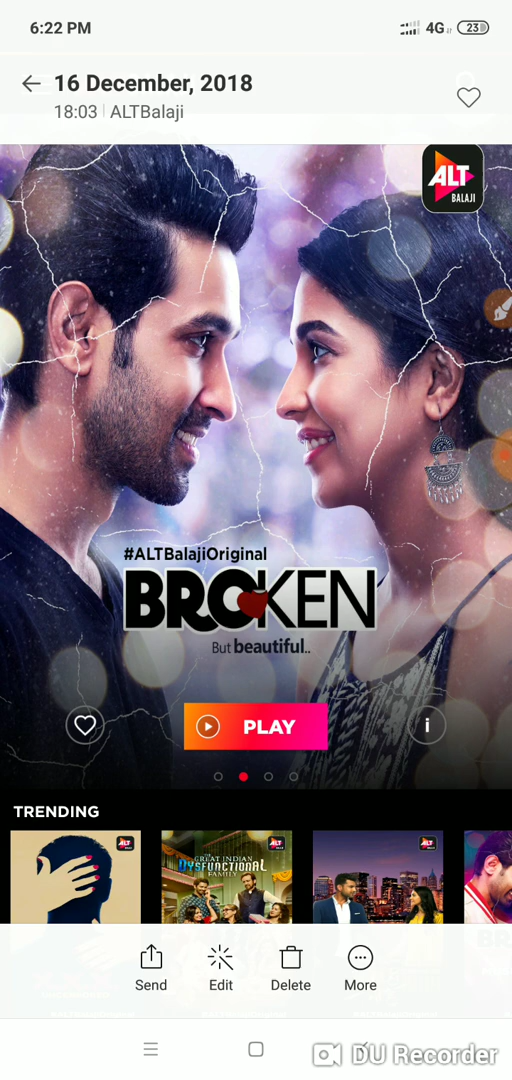 6:22 PM
4G
23
16 December, 2018
18:03 | ALTBalaji
ALT
BALAJI
#ALTBalajiOriginal
BROKEN
But beautiful..
PLAY
i
TRENDING
ALT
THE
GREAT INDIAN
DYSFUNCTIONAL
FAMILY
ALT
ALT
Send
Edit
Delete
More
DU Recorder